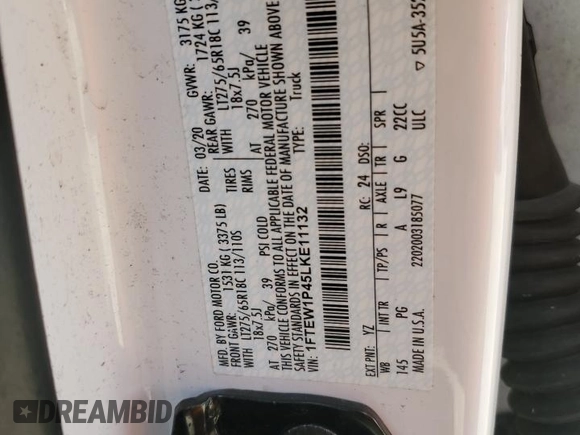 MFD. BY FORD MOTOR CO.
DATE: 03/20
GVWR: 3175 KG
FRONT GAWR: 1531 KG (3375 LB)
REAR GAWR: 1724 KG
WITH LT275/65R18C 113/110S TIRES
WITH LT275/65R18C 113/
18x7.5J RIMS
18x7.5J
AT 270 kPa/ 39 PSI COLD
AT 270 kPa/ 39
THIS VEHICLE CONFORMS TO ALL APPLICABLE FEDERAL MOTOR VEHICLE
SAFETY STANDARDS IN EFFECT ON THE DATE OF MANUFACTURE SHOWN ABOVE
VIN: 1FTEW1P45LKE11132
TYPE: Truck
EXT PNT: YZ
RC: 24 DSO:
WB INT TR TP/PS R AXLE TR SPR
145 PG A L9 G 22CC
MADE IN U.S.A. 2202003185077 ULC
▽ 5U5A-35
DREAMBID